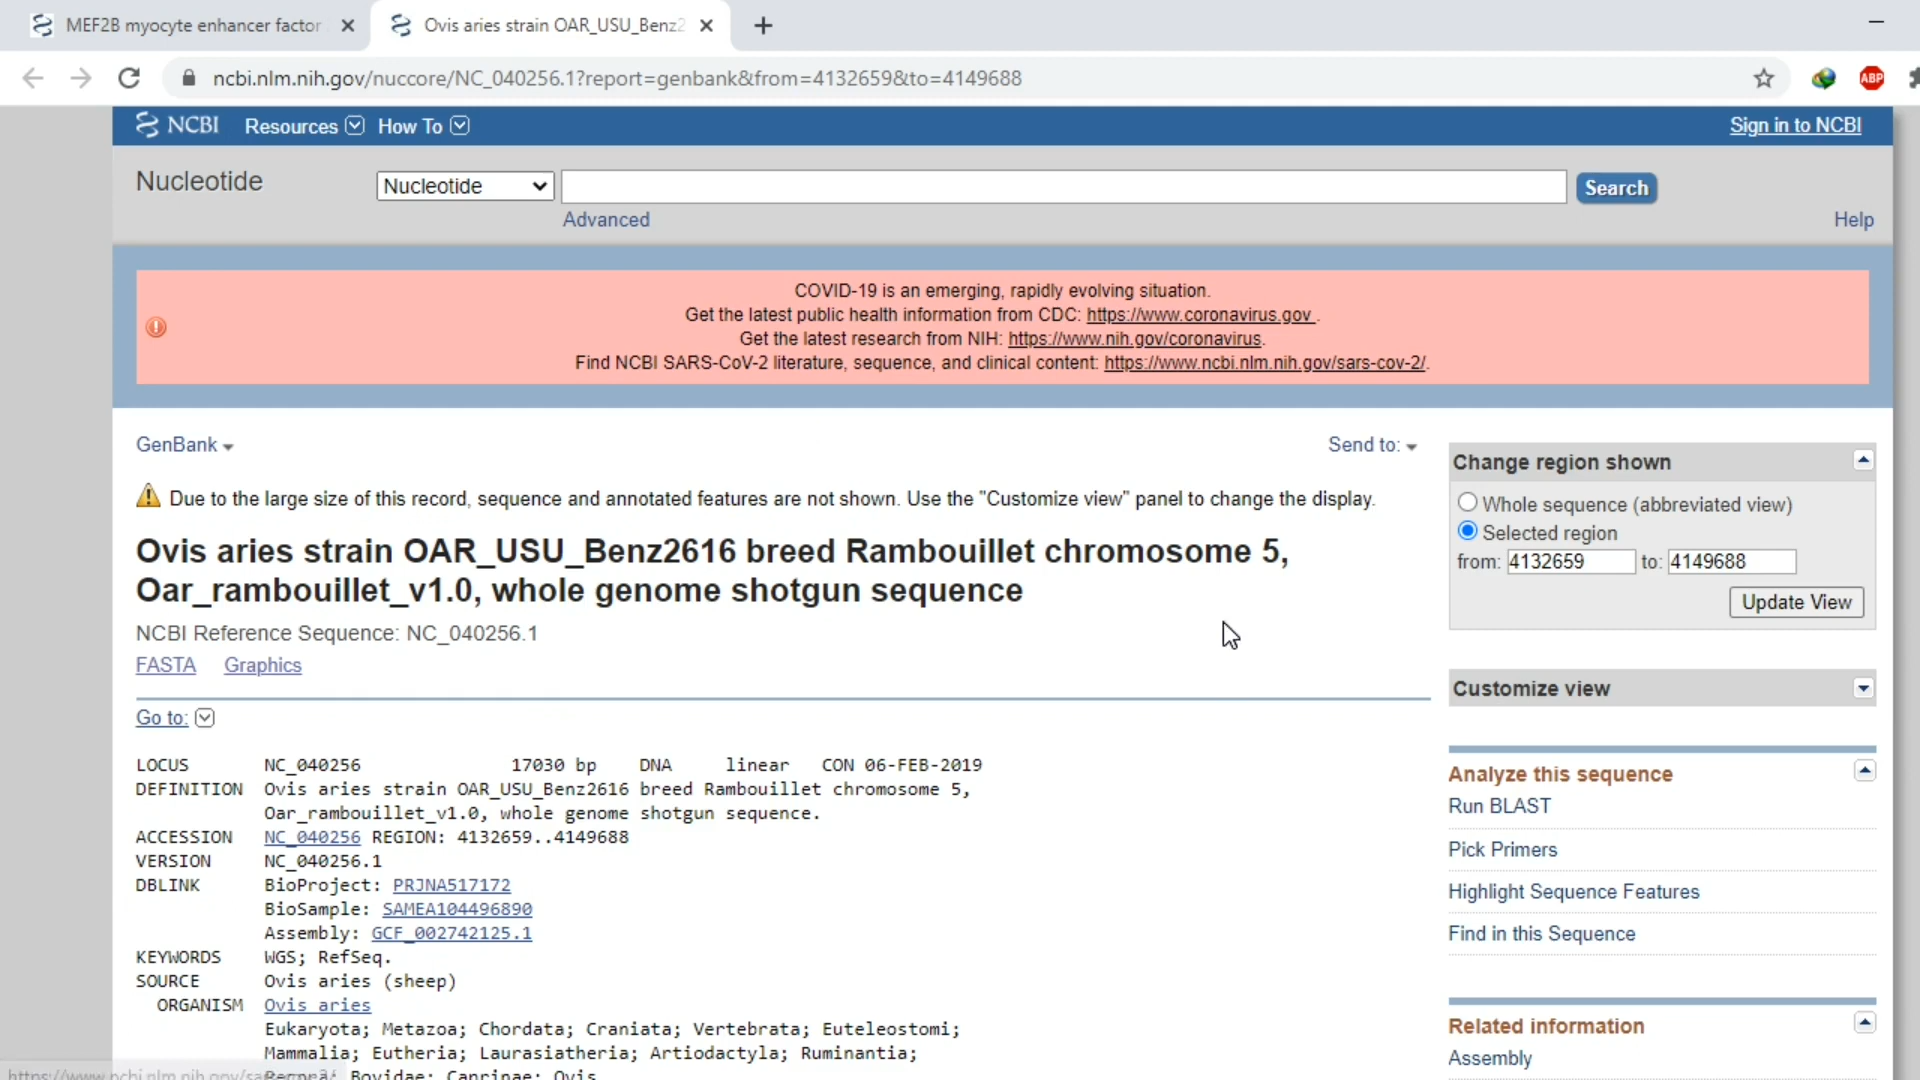 MEF2B myocyte enhancer factor
Ovis aries strain OAR_USU_Benz2
ncbi.nlm.nih.gov/nuccore/NC_040256.1?report=genbank&from=4132659&to=4149688
ABP
NCBI Resources How To Sign in to NCBI
Nucleotide
Nucleotide
Search
Advanced
Help
COVID-19 is an emerging, rapidly evolving situation.
Get the latest public health information from CDC: https://www.coronavirus.gov .
Get the latest research from NIH: https://www.nih.gov/coronavirus.
Find NCBI SARS-CoV-2 literature, sequence, and clinical content: https://www.ncbi.nlm.nih.gov/sars-cov-2/.
GenBank
Send to:
Due to the large size of this record, sequence and annotated features are not shown. Use the "Customize view" panel to change the display.
Ovis aries strain OAR_USU_Benz2616 breed Rambouillet chromosome 5,
Oar_rambouillet_v1.0, whole genome shotgun sequence
NCBI Reference Sequence: NC_040256.1
FASTA Graphics
Go to:
LOCUS NC_040256 17030 bp DNA linear CON 06-FEB-2019
DEFINITION Ovis aries strain OAR_USU_Benz2616 breed Rambouillet chromosome 5,
Oar_rambouillet_v1.0, whole genome shotgun sequence.
ACCESSION NC_040256 REGION: 4132659..4149688
VERSION NC_040256.1
DBLINK BioProject: PRJNA517172
BioSample: SAMEA104496890
Assembly: GCF_002742125.1
KEYWORDS WGS; RefSeq.
SOURCE Ovis aries (sheep)
ORGANISM Ovis aries
Eukaryota; Metazoa; Chordata; Craniata; Vertebrata; Euteleostomi;
Mammalia; Eutheria; Laurasiatheria; Artiodactyla; Ruminantia;
Bovidae; Caprinae; Ovis.
Change region shown
Whole sequence (abbreviated view)
Selected region
from: 4132659 to: 4149688
Update View
Customize view
Analyze this sequence
Run BLAST
Pick Primers
Highlight Sequence Features
Find in this Sequence
Related information
Assembly